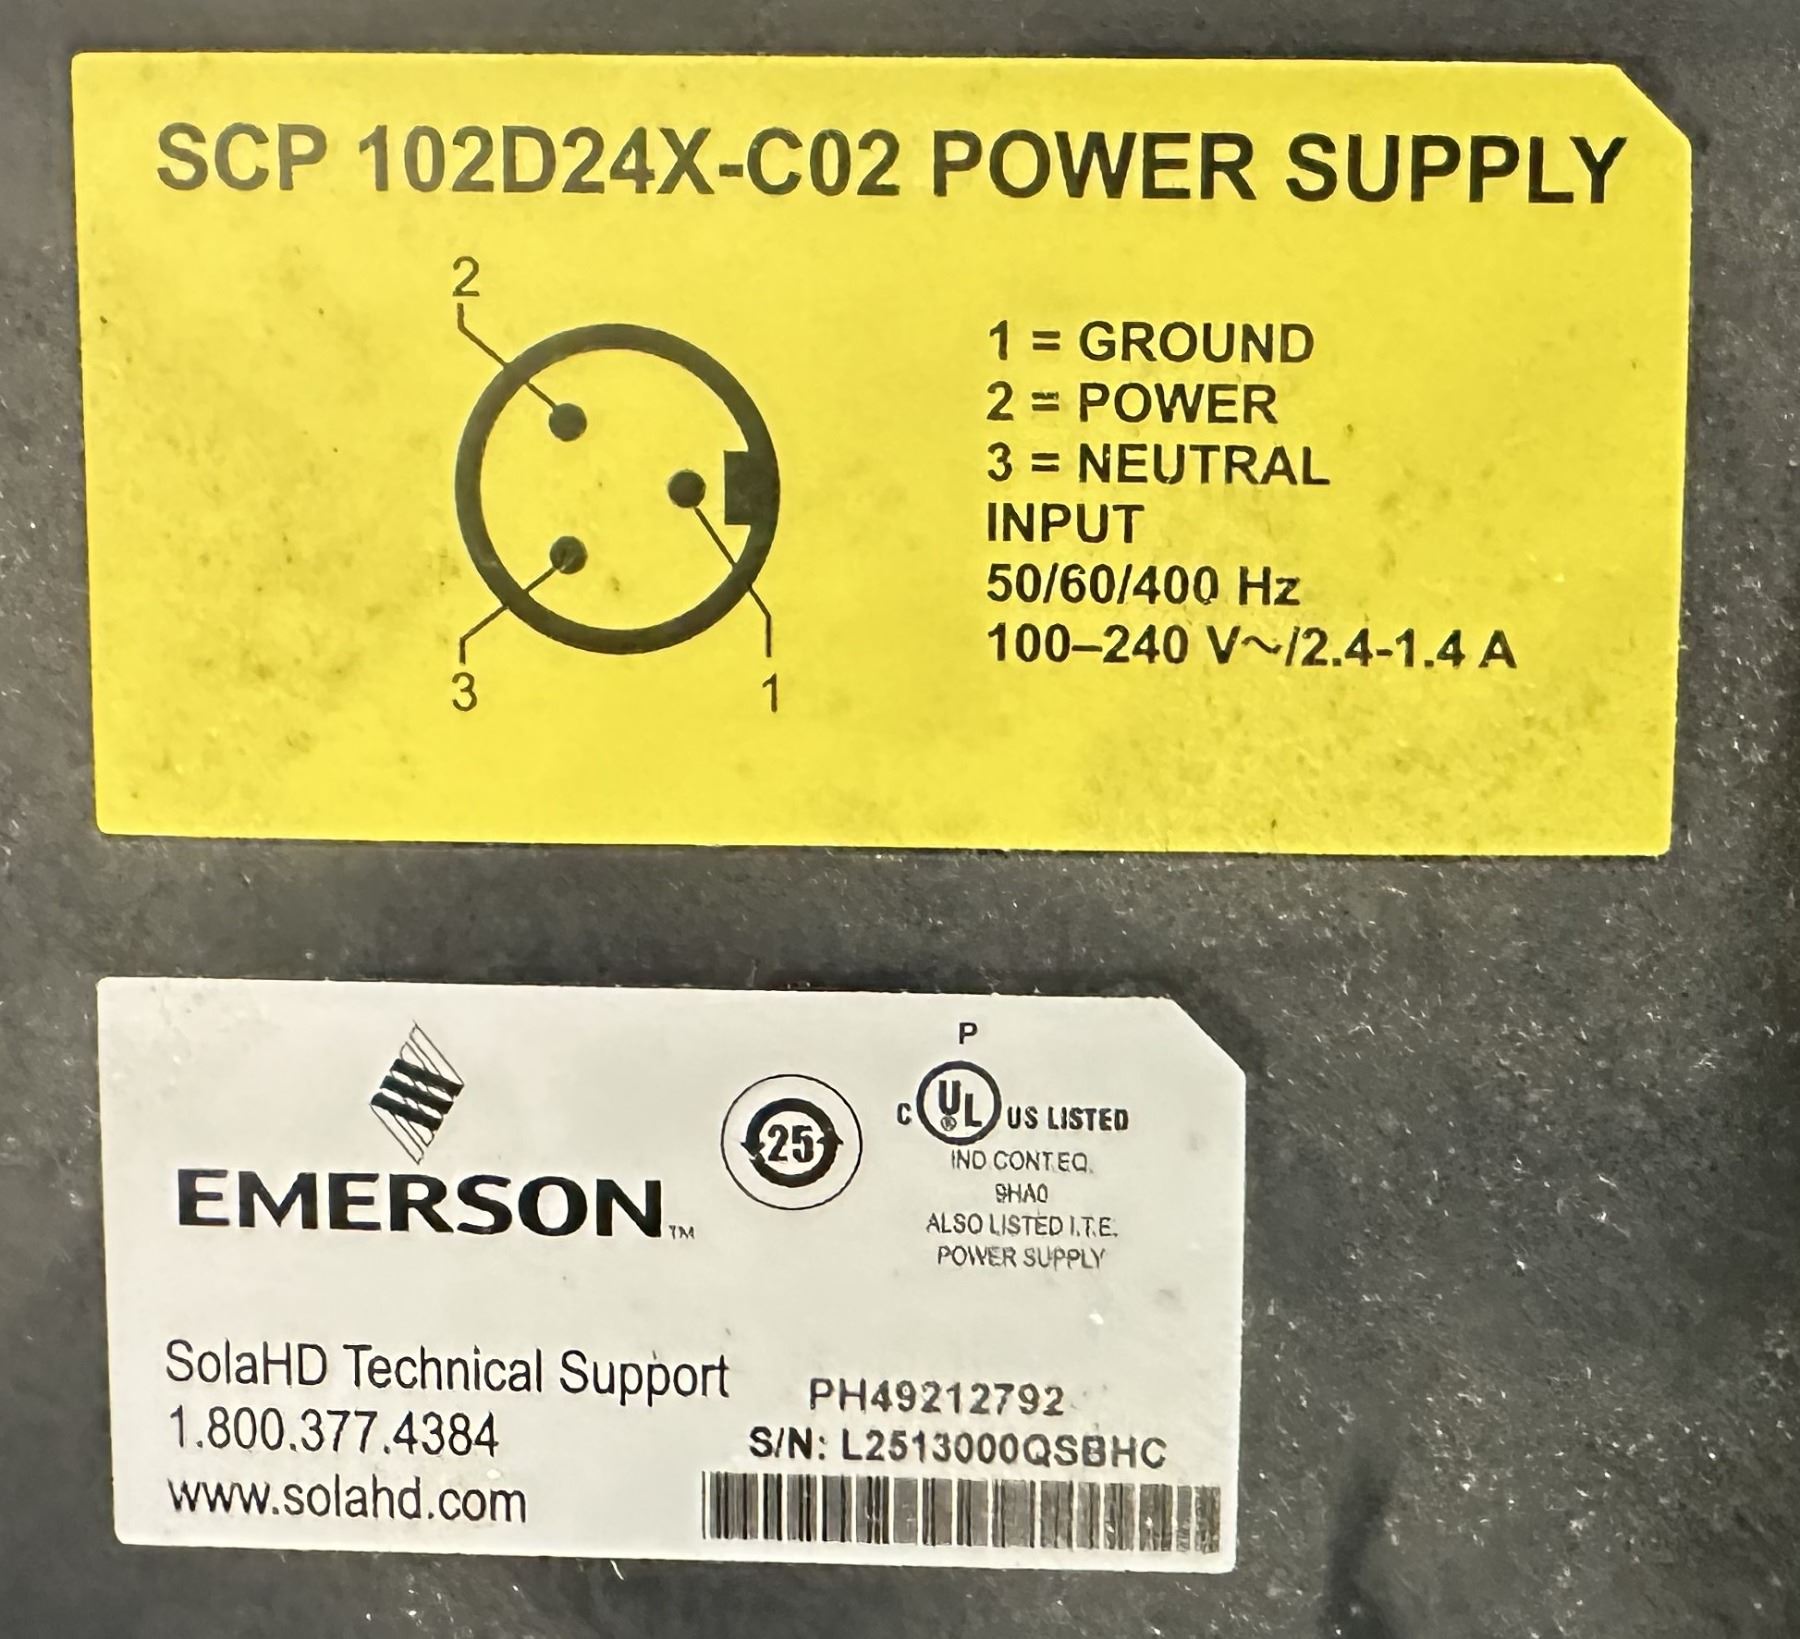 SCP 102D24X-C02 POWER SUPPLY
2
3
1
1 = GROUND
2 = POWER
3 = NEUTRAL
INPUT
50/60/400 Hz
100–240 V~/2.4-1.4 A
EMERSON™
25
P
C UL® US LISTED
IND.CONT.EQ.
9HA0
ALSO LISTED I.T.E.
POWER SUPPLY
SolaHD Technical Support
1.800.377.4384
www.solahd.com
PH49212792
S/N: L2513000QSBHC